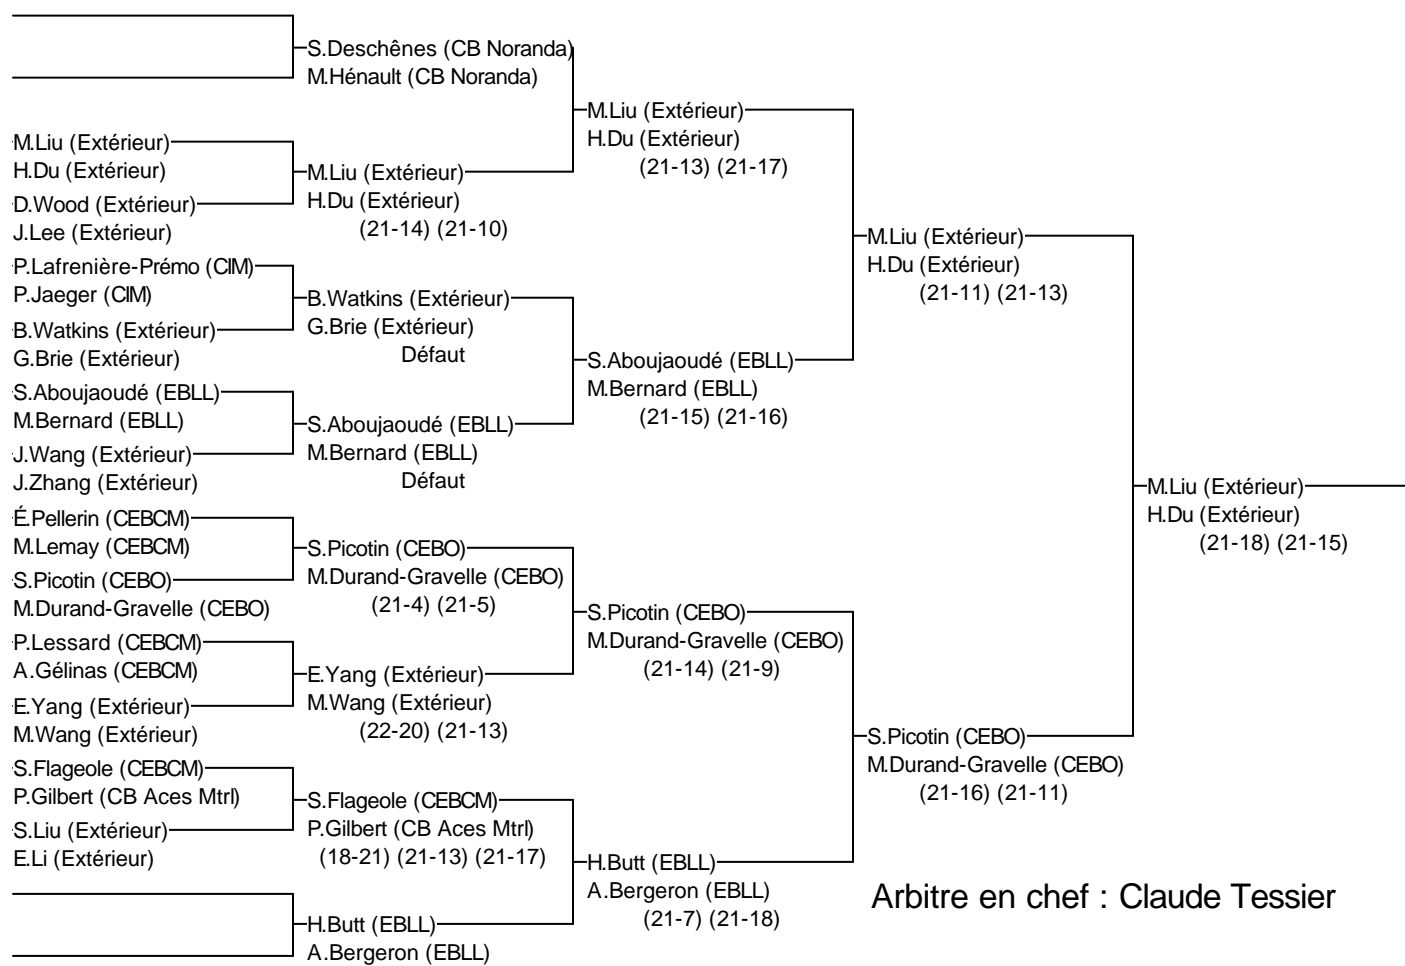 S.Deschênes (CB Noranda)
M.Hénault (CB Noranda)
M.Liu (Extérieur)
H.Du (Extérieur)
(21-13) (21-17)
M.Liu (Extérieur)
H.Du (Extérieur)
M.Liu (Extérieur)
H.Du (Extérieur)
(21-14) (21-10)
D.Wood (Extérieur)
J.Lee (Extérieur)
M.Liu (Extérieur)
H.Du (Extérieur)
(21-11) (21-13)
P.Lafrenière-Prémo (CIM)
P.Jaeger (CIM)
B.Watkins (Extérieur)
G.Brie (Extérieur)
Défaut
B.Watkins (Extérieur)
G.Brie (Extérieur)
S.Aboujaoudé (EBLL)
M.Bernard (EBLL)
(21-15) (21-16)
S.Aboujaoudé (EBLL)
M.Bernard (EBLL)
S.Aboujaoudé (EBLL)
M.Bernard (EBLL)
Défaut
J.Wang (Extérieur)
J.Zhang (Extérieur)
M.Liu (Extérieur)
H.Du (Extérieur)
(21-18) (21-15)
É.Pellerin (CEBCM)
M.Lemay (CEBCM)
S.Picotin (CEBO)
M.Durand-Gravelle (CEBO)
(21-4) (21-5)
S.Picotin (CEBO)
M.Durand-Gravelle (CEBO)
S.Picotin (CEBO)
M.Durand-Gravelle (CEBO)
(21-14) (21-9)
P.Lessard (CEBCM)
A.Gélinas (CEBCM)
E.Yang (Extérieur)
M.Wang (Extérieur)
(22-20) (21-13)
E.Yang (Extérieur)
M.Wang (Extérieur)
S.Picotin (CEBO)
M.Durand-Gravelle (CEBO)
(21-16) (21-11)
S.Flageole (CEBCM)
P.Gilbert (CB Aces Mtrl)
S.Flageole (CEBCM)
P.Gilbert (CB Aces Mtrl)
(18-21) (21-13) (21-17)
S.Liu (Extérieur)
E.Li (Extérieur)
H.Butt (EBLL)
A.Bergeron (EBLL)
(21-7) (21-18)
Arbitre en chef : Claude Tessier
H.Butt (EBLL)
A.Bergeron (EBLL)